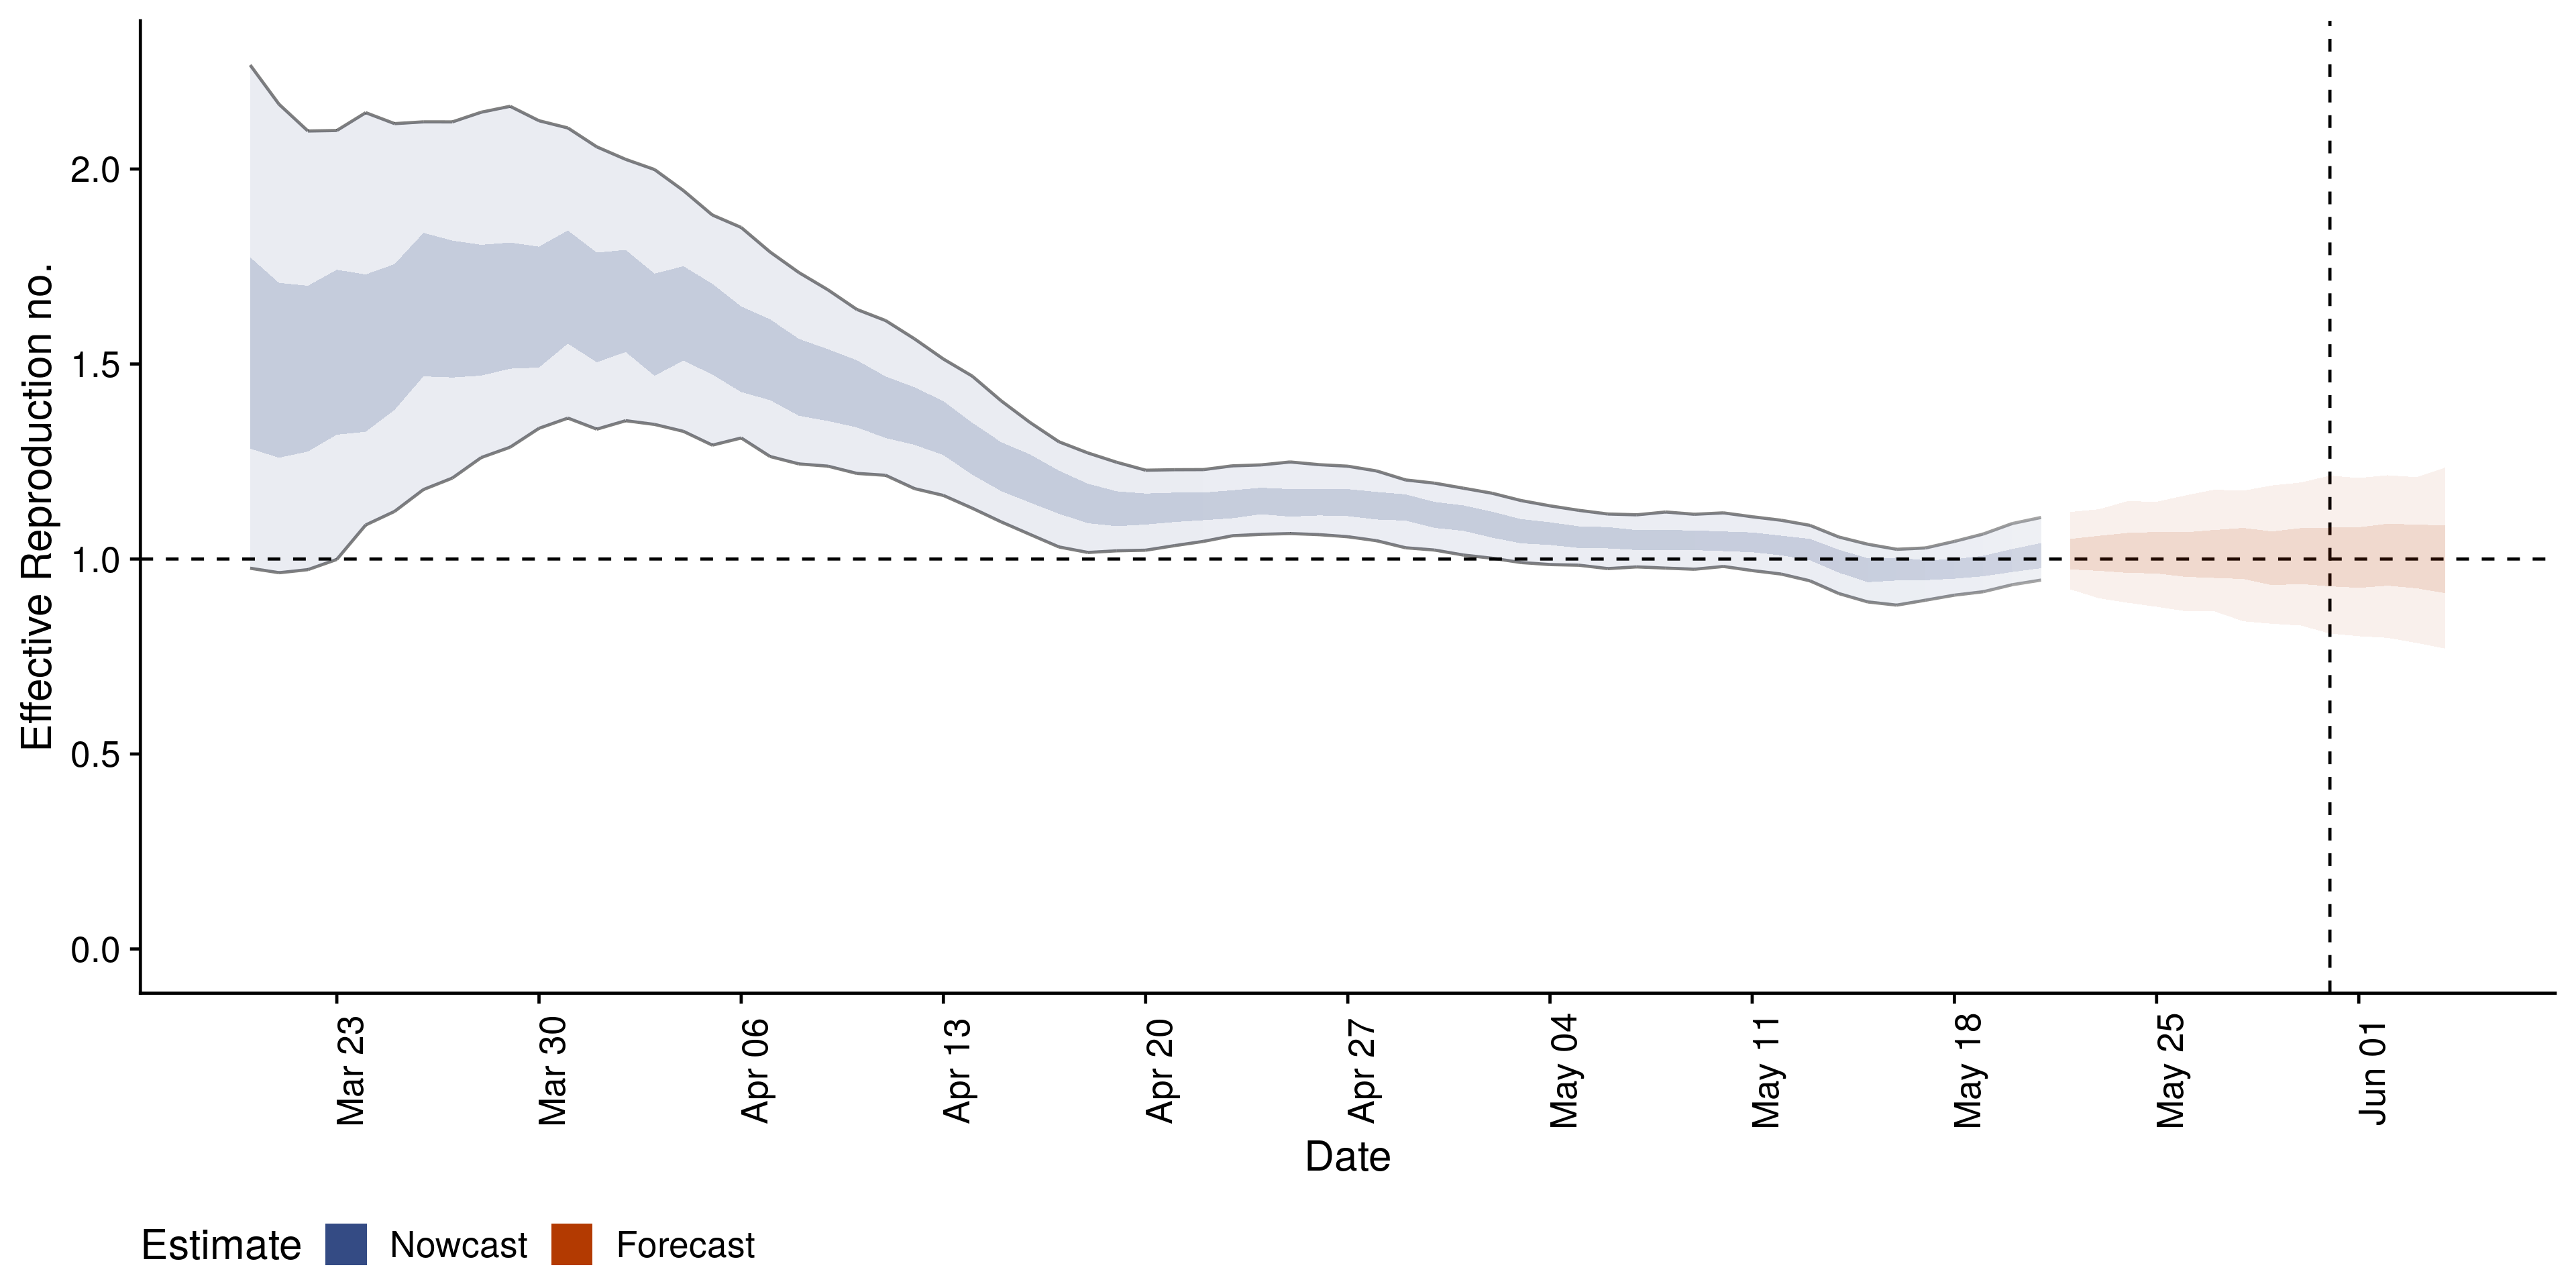 Effective Reproduction no.
2.0
1.5
1.0
0.5
0.0
Mar 23
Mar 30
Apr 06
Apr 13
Apr 20
Apr 27
May 04
May 11
May 18
May 25
Jun 01
Date
Estimate Nowcast Forecast